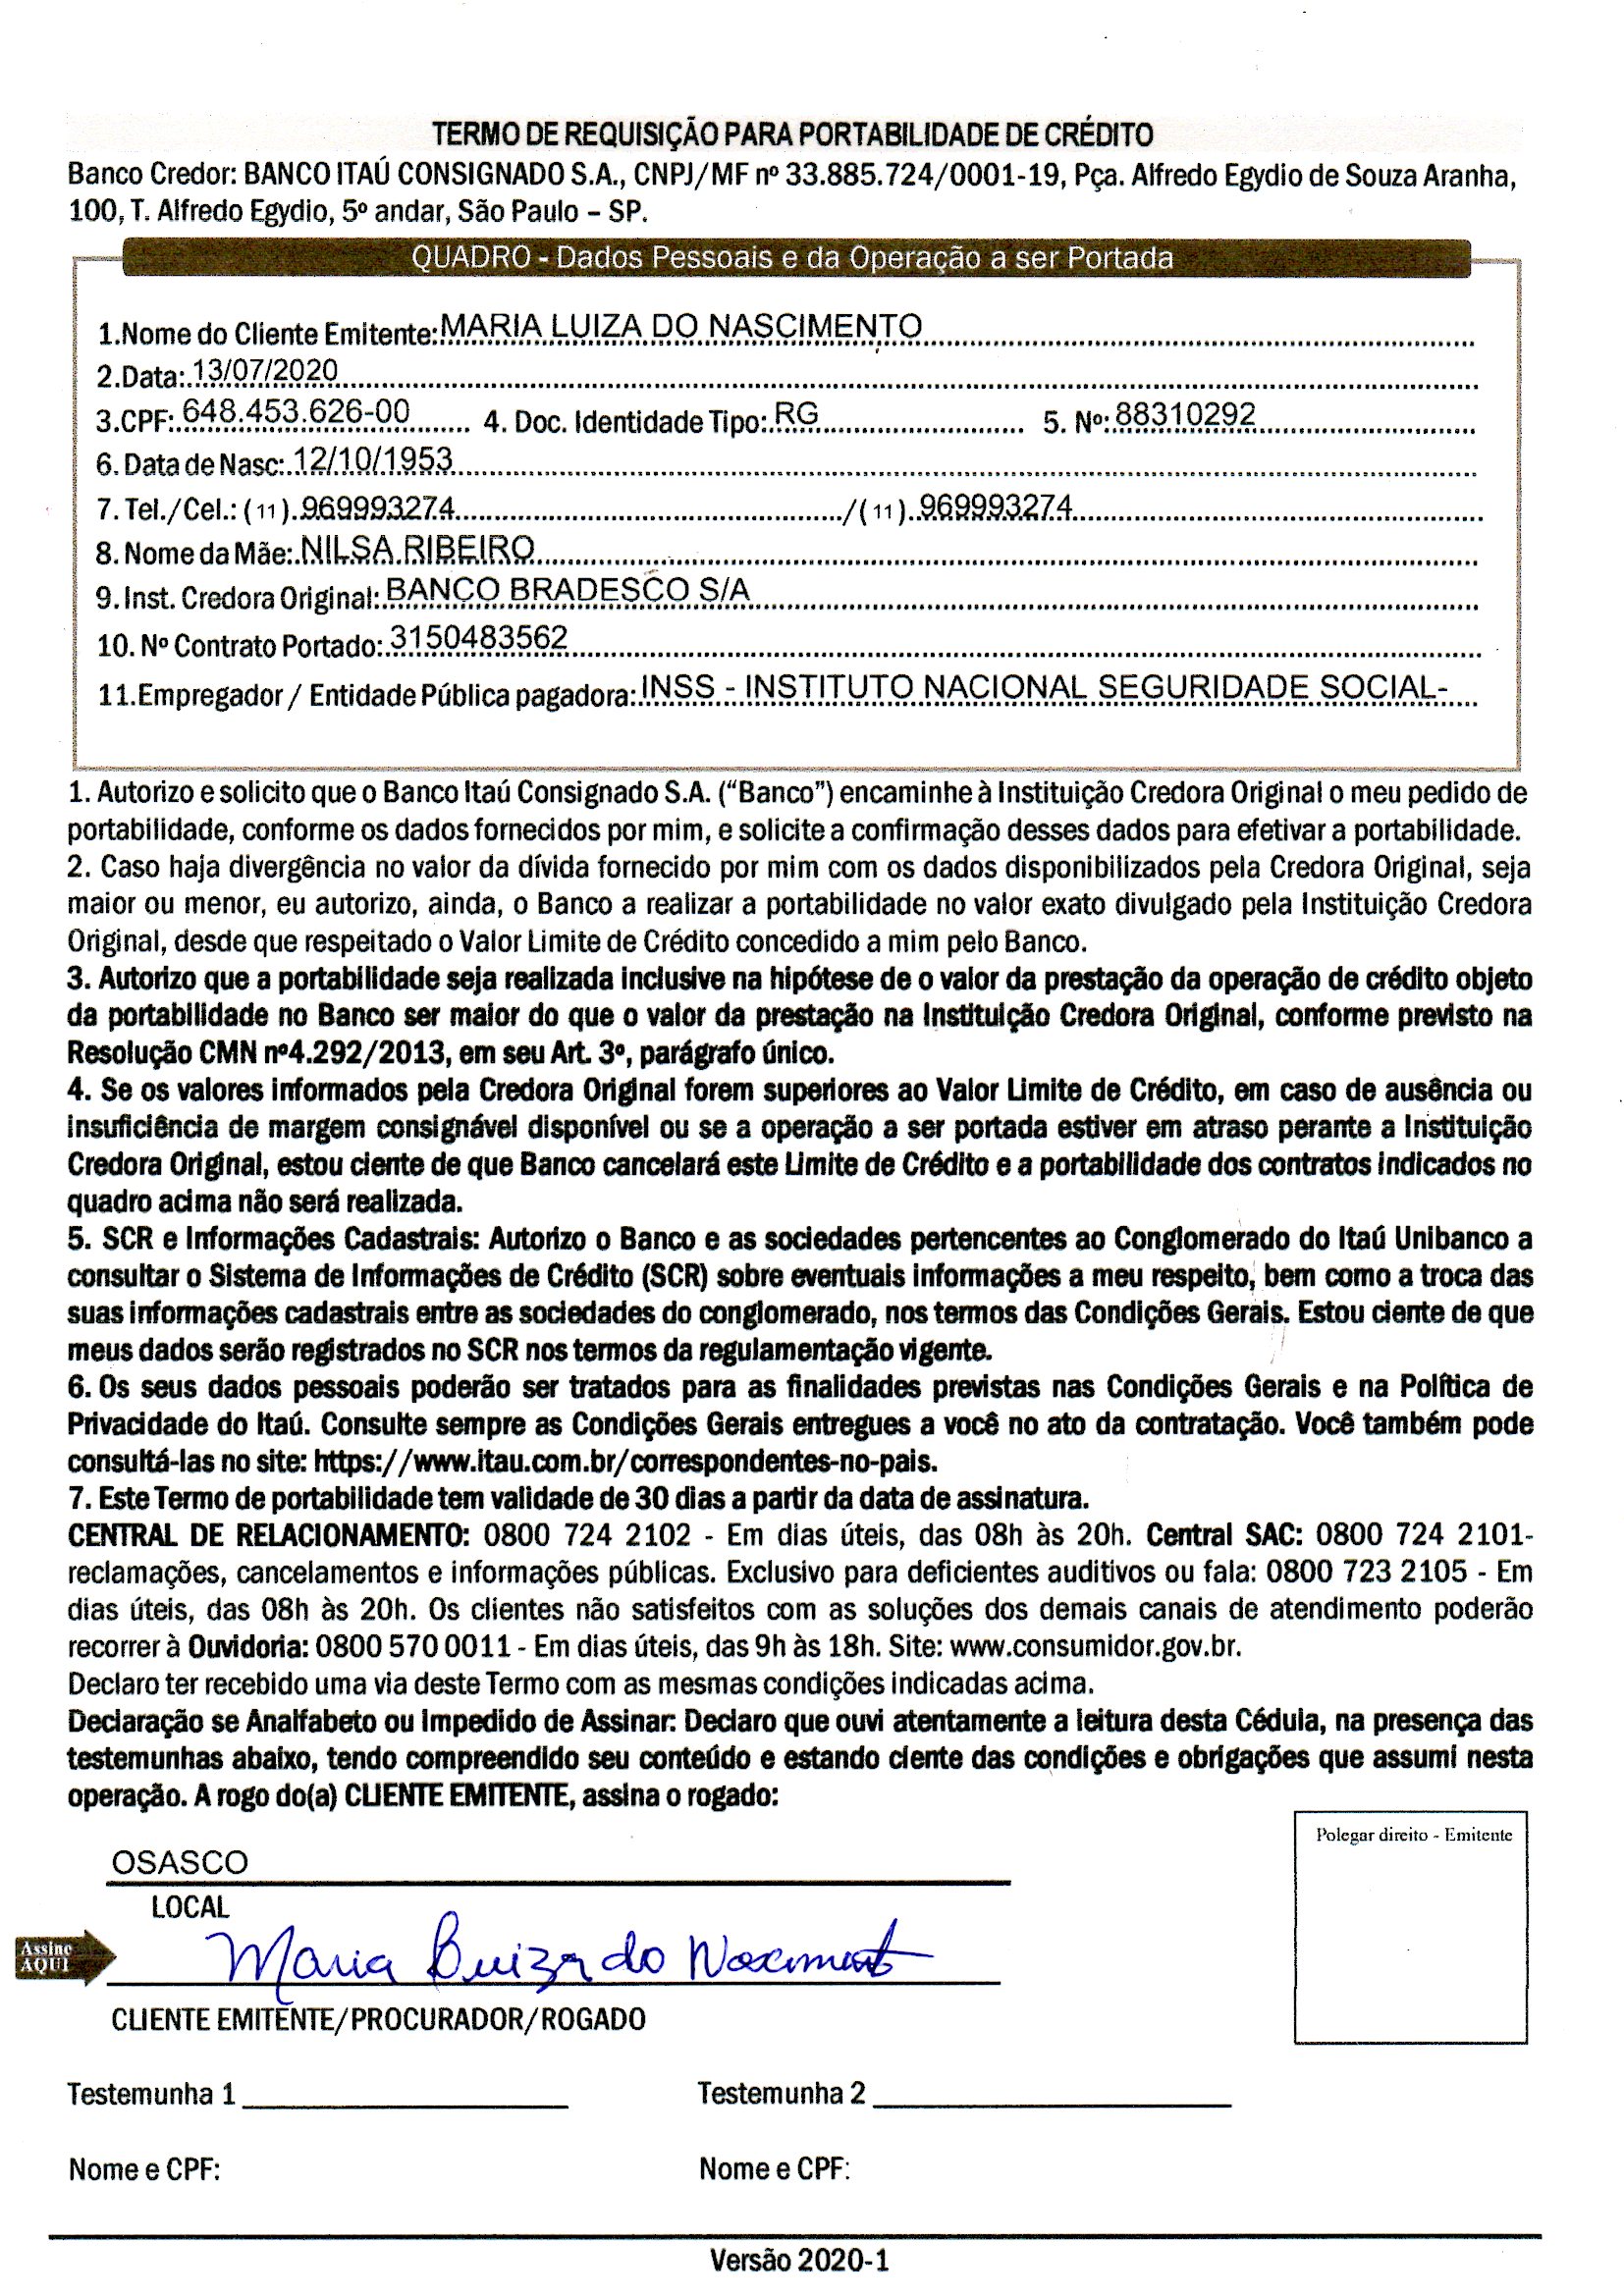 TERMO DE REQUISIÇÃO PARA PORTABILIDADE DE CRÉDITO
Banco Credor: BANCO ITAÚ CONSIGNADO S.A., CNPJ/MF nº 33.885.724/0001-19, Pça. Alfredo Egydio de Souza Aranha,
100, T. Alfredo Egydio, 5º andar, São Paulo – SP.
QUADRO - Dados Pessoais e da Operação a ser Portada
1.Nome do Cliente Emitente: MARIA LUIZA DO NASCIMENTO
2.Data: 13/07/2020
3.CPF: 648.453.626-00 4. Doc. Identidade Tipo: RG 5. Nº: 88310292
6. Data de Nasc: 12/10/1953
7. Tel./Cel.: (11) 969993274 /(11) 969993274
8. Nome da Mãe: NILSA RIBEIRO
9. Inst. Credora Original: BANCO BRADESCO S/A
10. Nº Contrato Portado: 3150483562
11.Empregador / Entidade Pública pagadora: INSS - INSTITUTO NACIONAL SEGURIDADE SOCIAL-
1. Autorizo e solicito que o Banco Itaú Consignado S.A. (“Banco”) encaminhe à Instituição Credora Original o meu pedido de
portabilidade, conforme os dados fornecidos por mim, e solicite a confirmação desses dados para efetivar a portabilidade.
2. Caso haja divergência no valor da dívida fornecido por mim com os dados disponibilizados pela Credora Original, seja
maior ou menor, eu autorizo, ainda, o Banco a realizar a portabilidade no valor exato divulgado pela Instituição Credora
Original, desde que respeitado o Valor Limite de Crédito concedido a mim pelo Banco.
3. Autorizo que a portabilidade seja realizada inclusive na hipótese de o valor da prestação da operação de crédito objeto
da portabilidade no Banco ser maior do que o valor da prestação na Instituição Credora Original, conforme previsto na
Resolução CMN nº4.292/2013, em seu Art. 3º, parágrafo único.
4. Se os valores informados pela Credora Original forem superiores ao Valor Limite de Crédito, em caso de ausência ou
insuficiência de margem consignável disponível ou se a operação a ser portada estiver em atraso perante a Instituição
Credora Original, estou ciente de que Banco cancelará este Limite de Crédito e a portabilidade dos contratos indicados no
quadro acima não será realizada.
5. SCR e Informações Cadastrais: Autorizo o Banco e as sociedades pertencentes ao Conglomerado do Itaú Unibanco a
consultar o Sistema de Informações de Crédito (SCR) sobre eventuais informações a meu respeito, bem como a troca das
suas informações cadastrais entre as sociedades do conglomerado, nos termos das Condições Gerais. Estou ciente de que
meus dados serão registrados no SCR nos termos da regulamentação vigente.
6. Os seus dados pessoais poderão ser tratados para as finalidades previstas nas Condições Gerais e na Política de
Privacidade do Itaú. Consulte sempre as Condições Gerais entregues a você no ato da contratação. Você também pode
consultá-las no site: https://www.itau.com.br/correspondentes-no-pais.
7. Este Termo de portabilidade tem validade de 30 dias a partir da data de assinatura.
CENTRAL DE RELACIONAMENTO: 0800 724 2102 - Em dias úteis, das 08h às 20h. Central SAC: 0800 724 2101-
reclamações, cancelamentos e informações públicas. Exclusivo para deficientes auditivos ou fala: 0800 723 2105 - Em
dias úteis, das 08h às 20h. Os clientes não satisfeitos com as soluções dos demais canais de atendimento poderão
recorrer à Ouvidoria: 0800 570 0011 - Em dias úteis, das 9h às 18h. Site: www.consumidor.gov.br.
Declaro ter recebido uma via deste Termo com as mesmas condições indicadas acima.
Declaração se Analfabeto ou Impedido de Assinar: Declaro que ouvi atentamente a leitura desta Cédula, na presença das
testemunhas abaixo, tendo compreendido seu conteúdo e estando ciente das condições e obrigações que assumi nesta
operação. A rogo do(a) CLIENTE EMITENTE, assina o rogado:
Polegar direito - Emitente
OSASCO
LOCAL
Assine
AQUI
Maria Luiza do Nascimento
CLIENTE EMITENTE/PROCURADOR/ROGADO
Testemunha 1 Testemunha 2
Nome e CPF: Nome e CPF:
Versão 2020-1